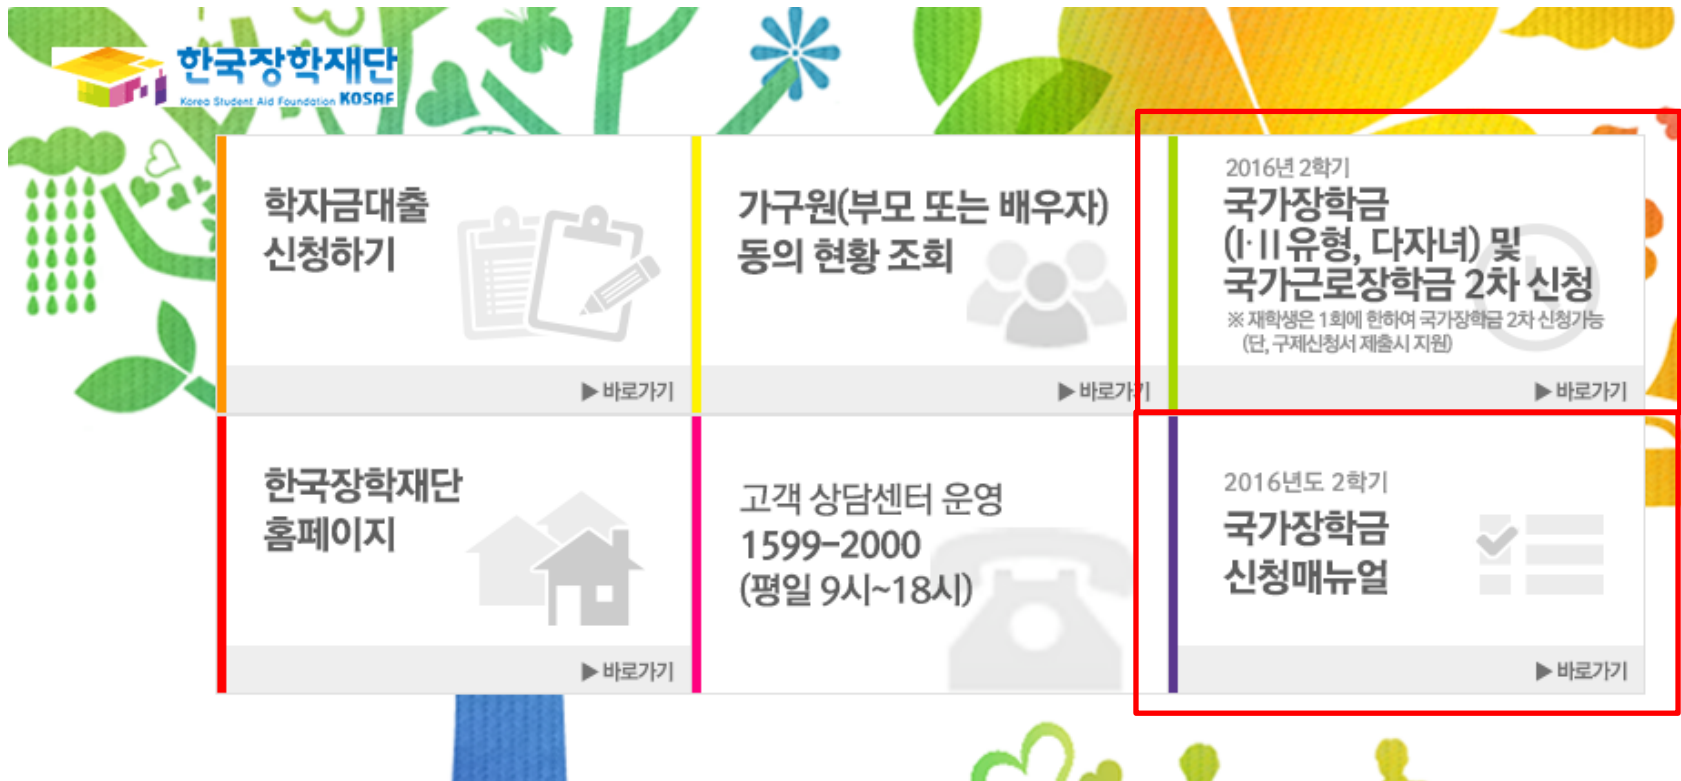 한국장학재단
Korea Student Aid Foundation KOSAF
학자금대출
신청하기
▶ 바로가기
가구원(부모 또는 배우자)
동의 현황 조회
▶ 바로가기
2016년 2학기
국가장학금
(I·II유형, 다자녀) 및
국가근로장학금 2차 신청
※ 재학생은 1회에 한하여 국가장학금 2차 신청가능
(단, 구제신청서 제출시 지원)
▶ 바로가기
한국장학재단
홈페이지
▶ 바로가기
고객 상담센터 운영
1599-2000
(평일 9시~18시)
2016년도 2학기
국가장학금
신청매뉴얼
▶ 바로가기